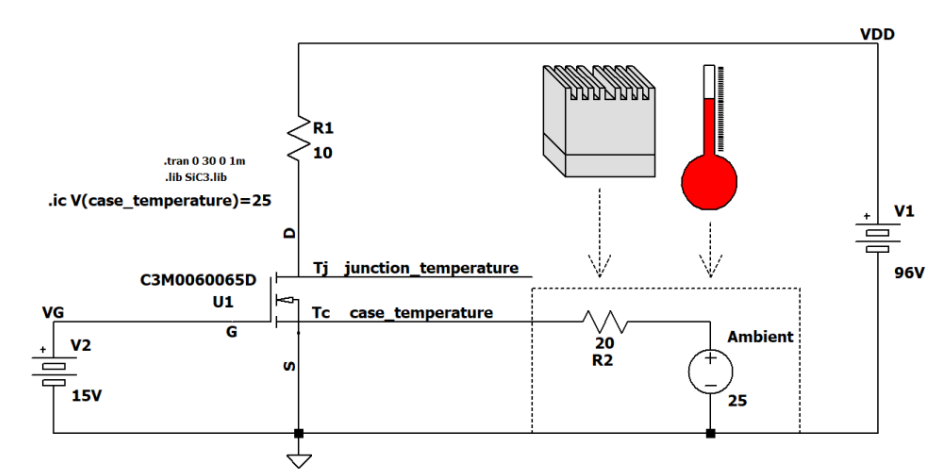 VDD
R1
10
.tran 0 30 0 1m
.lib SiC3.lib
.ic V(case_temperature)=25
V1
96V
D
Tj junction_temperature
C3M0060065D
U1
Tc case_temperature
VG
G
V2
15V
S
20
R2
Ambient
25